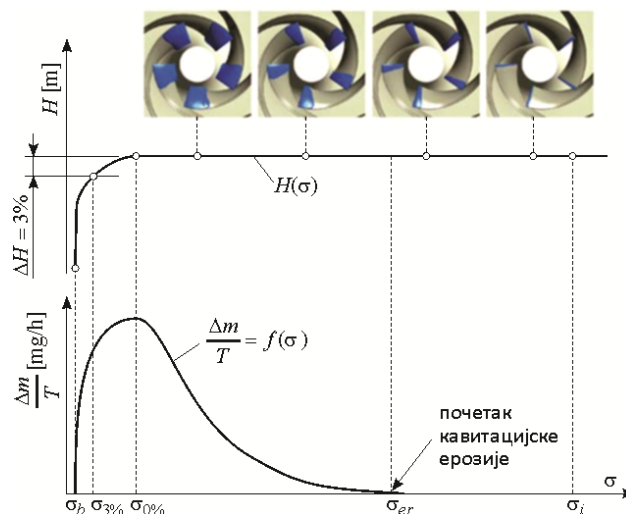 H [m]
ΔH = 3%
H(σ)
Δm/T [mg/h]
Δm/T = f(σ)
почетак
кавитацијске
ерозије
σ
σb σ3% σ0% σer σi